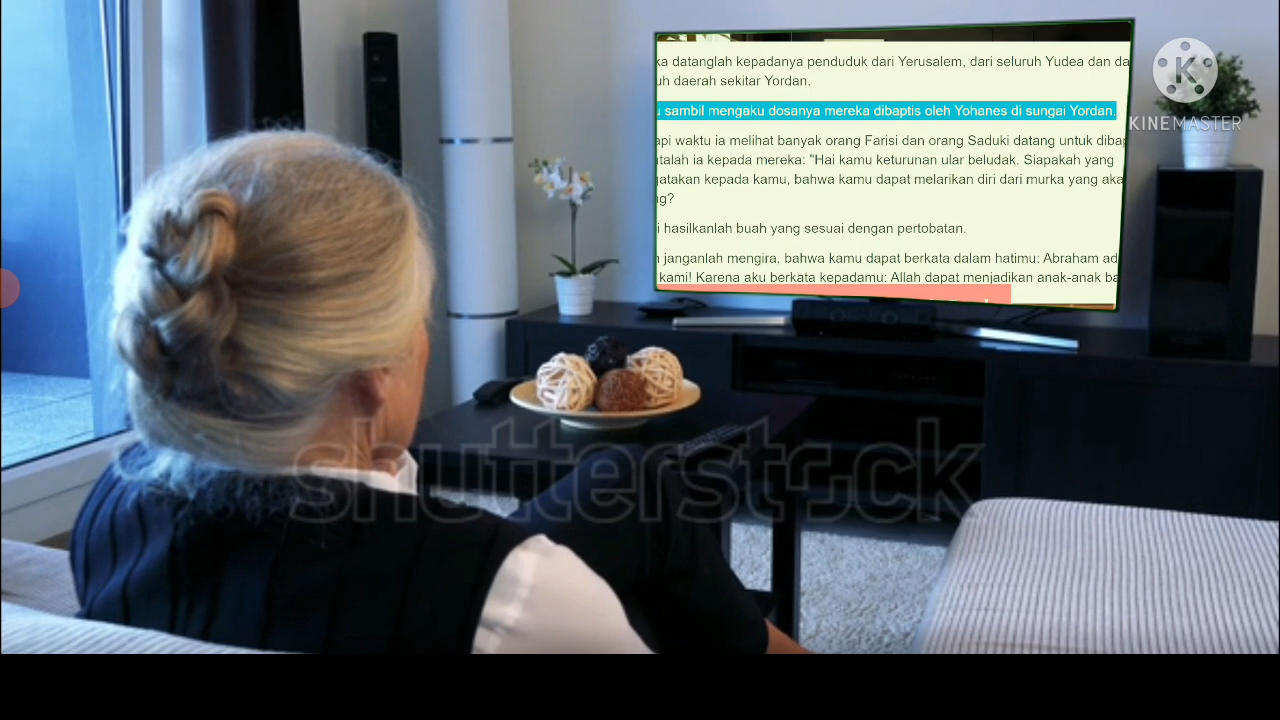 datanglah kepadanya penduduk dari Yerusalem, dari seluruh Yudea dan
daerah sekitar Yordan.
sambil mengaku dosanya mereka dibaptis oleh Yohanes di sungai Yordan.
waktu ia melihat banyak orang Farisi dan orang Saduki datang untuk
ia kepada mereka: "Hai kamu keturunan ular beludak. Siapakah yang
kepada kamu, bahwa kamu dapat melarikan diri dari murka yang
hasilkanlah buah yang sesuai dengan pertobatan.
janganlah mengira, bahwa kamu dapat berkata dalam hatimu: Abraham
kami! Karena aku berkata kepadamu: Allah dapat menjadikan anak-anak
K
KINEMASTER
shutterstock